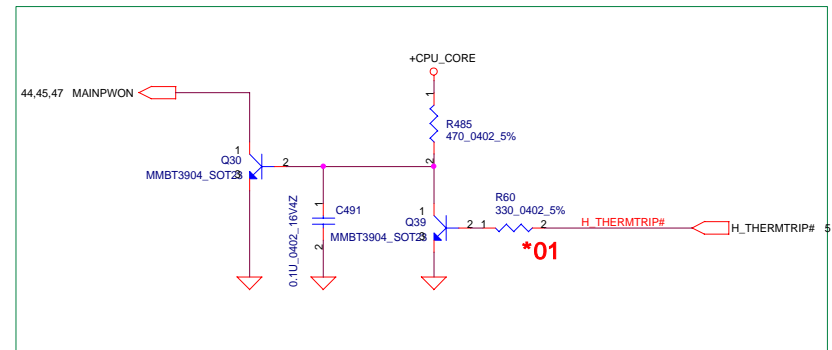 +CPU_CORE
44,45,47 MAINPWON
1
R485
470_0402_5%
2
1
Q30
2
3
MMBT3904_SOT23
1
C491
2
0.1U_0402_16V4Z
1
Q39
3
MMBT3904_SOT23
R60
330_0402_5%
2 1
2
H_THERMTRIP#
H_THERMTRIP# 5
*01